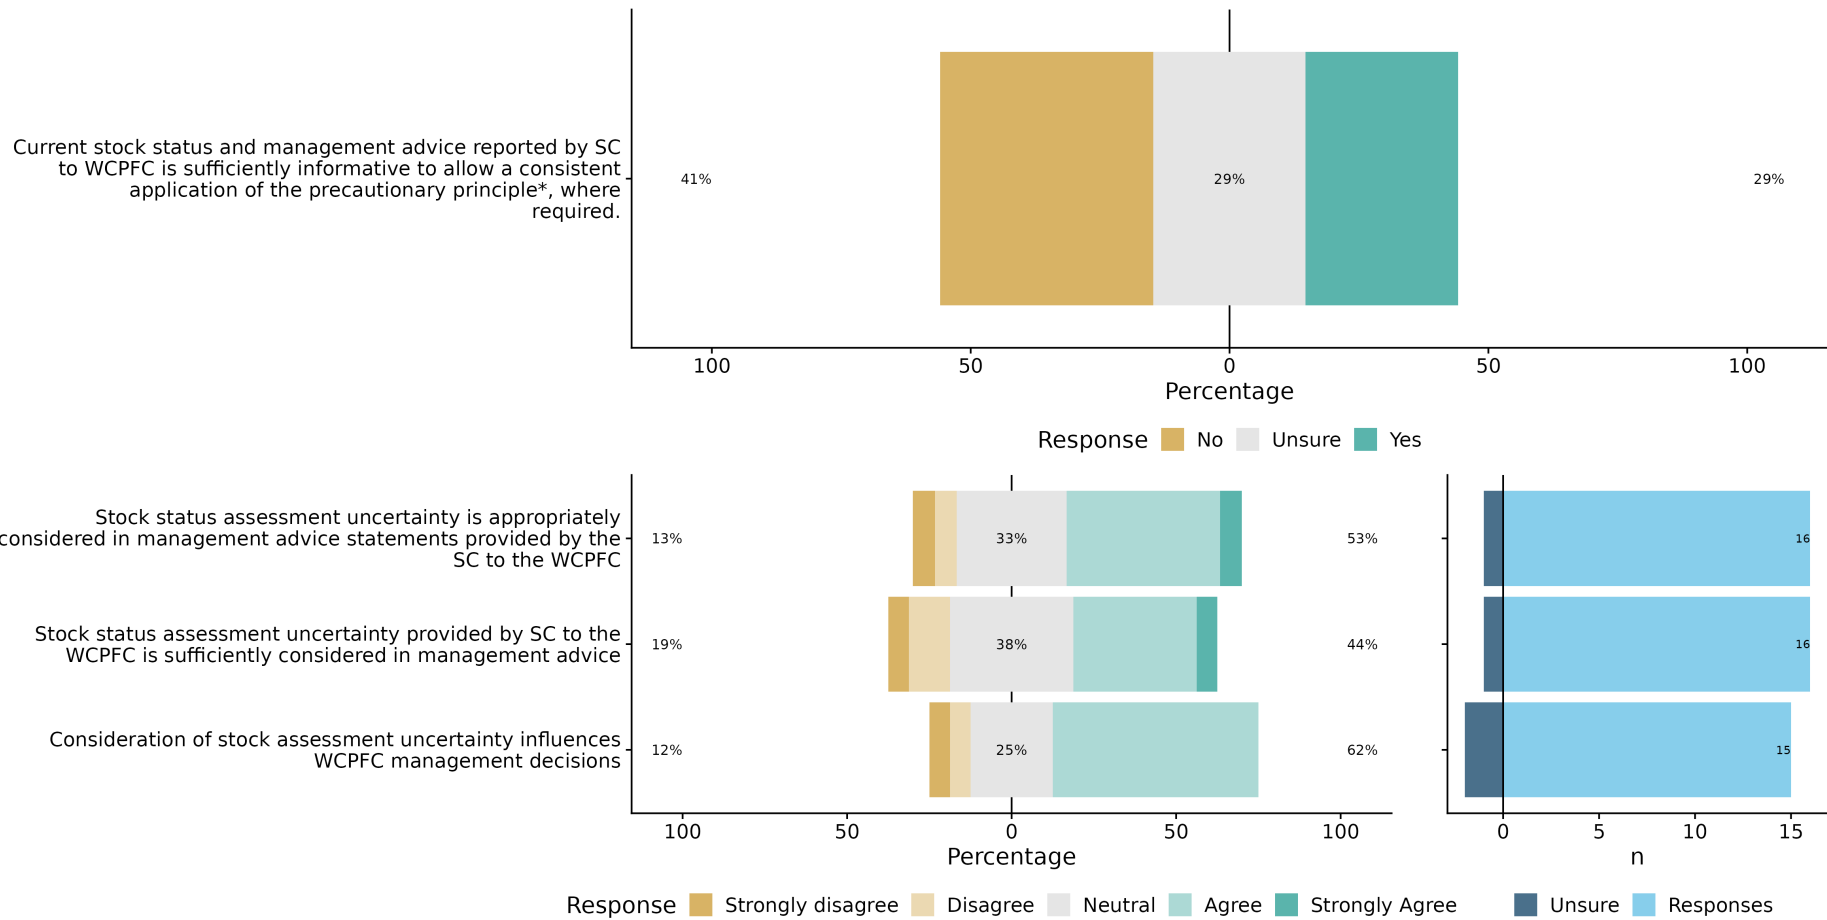 Current stock status and management advice reported by SC
to WCPFC is sufficiently informative to allow a consistent
application of the precautionary principle*, where
required.
41%
29%
29%
100
50
0
50
100
Percentage
Response
No
Unsure
Yes
Stock status assessment uncertainty is appropriately
considered in management advice statements provided by the
SC to the WCPFC
13%
33%
53%
16
Stock status assessment uncertainty provided by SC to the
WCPFC is sufficiently considered in management advice
19%
38%
44%
16
Consideration of stock assessment uncertainty influences
WCPFC management decisions
12%
25%
62%
15
100
50
0
50
100
Percentage
0
5
10
15
n
Response
Strongly disagree
Disagree
Neutral
Agree
Strongly Agree
Unsure
Responses